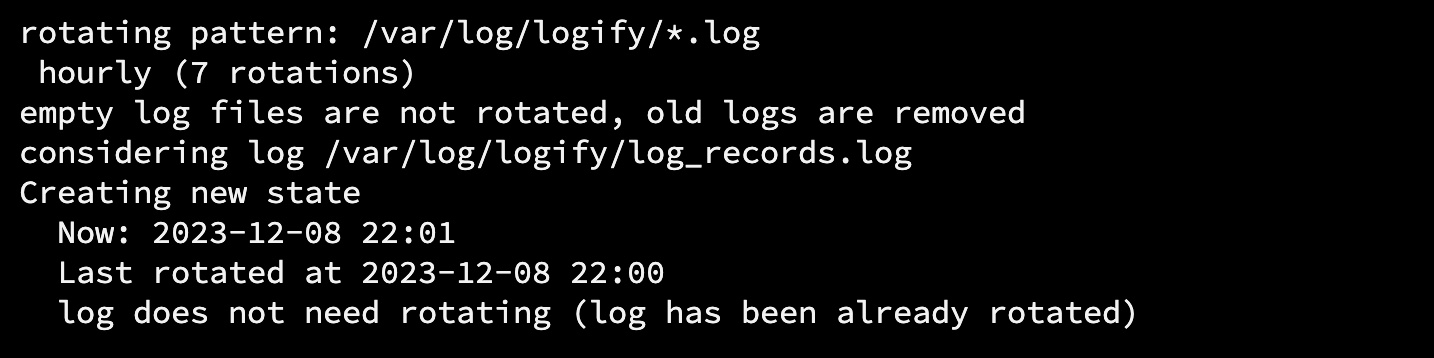 rotating pattern: /var/log/logify/*.log
 hourly (7 rotations)
empty log files are not rotated, old logs are removed
considering log /var/log/logify/log_records.log
Creating new state
  Now: 2023-12-08 22:01
  Last rotated at 2023-12-08 22:00
  log does not need rotating (log has been already rotated)